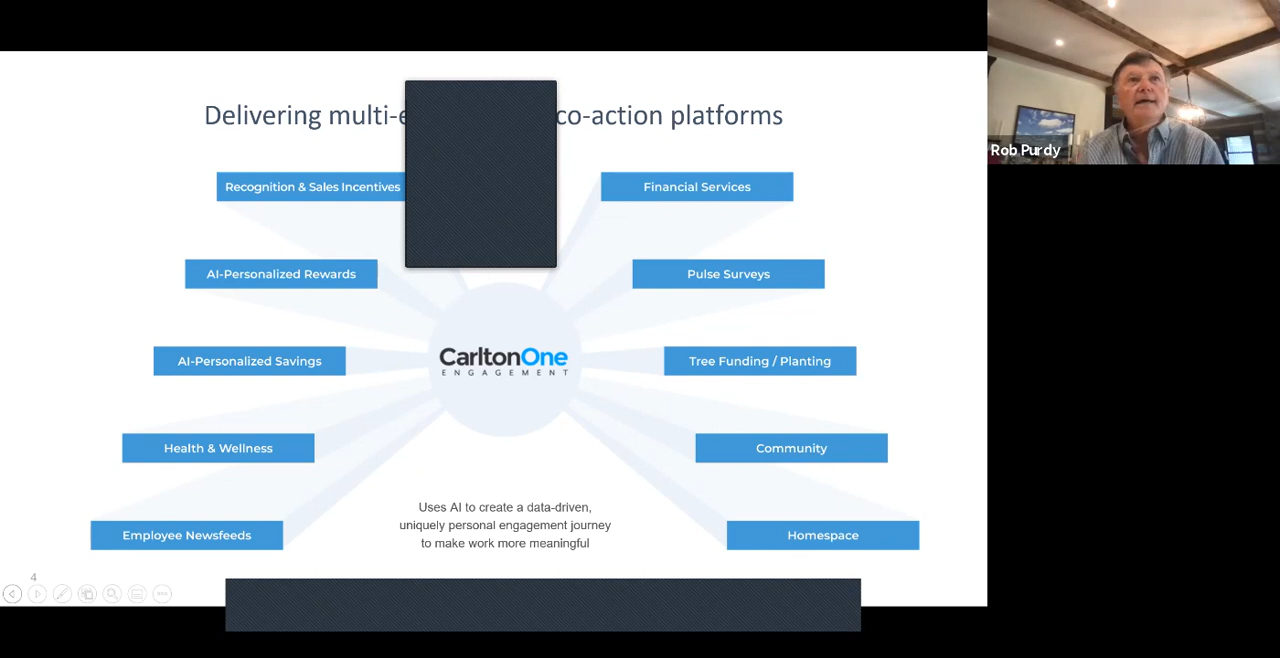 Delivering multi-e
co-action platforms
Recognition & Sales Incentives
Financial Services
AI-Personalized Rewards
Pulse Surveys
CarltonOne
ENGAGEMENT
AI-Personalized Savings
Tree Funding / Planting
Health & Wellness
Community
Uses AI to create a data-driven,
uniquely personal engagement journey
to make work more meaningful
Employee Newsfeeds
Homespace
4
Rob Purdy